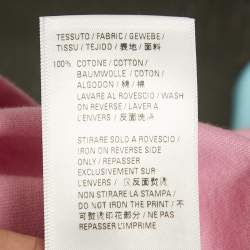 TESSUTO / FABRIC / GEWEBE /
TISSU / TEJIDO / 表地 / 面料
100% COTONE / COTTON /
BAUMWOLLE / COTON /
ALGODON / 綿 / 棉
LAVARE AL ROVESCIO / WASH
ON REVERSE / LAVER A
L'ENVERS / 反面洗涤
STIRARE SOLO A ROVESCIO /
IRON ON REVERSE SIDE
ONLY / REPASSER
EXCLUSIVEMENT SUR
L'ENVERS / 仅反面熨烫
NON STIRARE LA STAMPA /
DO NOT IRON THE PRINT / 不
可熨烫印花部分 / NE PAS
REPASSER L'IMPRIME